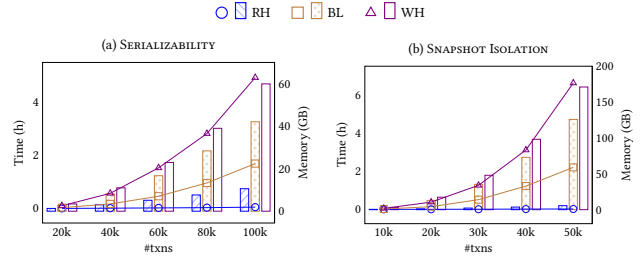 RH BL WH
(a) Serializability
(b) Snapshot Isolation
Time (h)
4
2
0
60
40
20
0
Memory (GB)
20k 40k 60k 80k 100k
#txns
Time (h)
6
4
2
0
200
150
100
50
0
Memory (GB)
10k 20k 30k 40k 50k
#txns